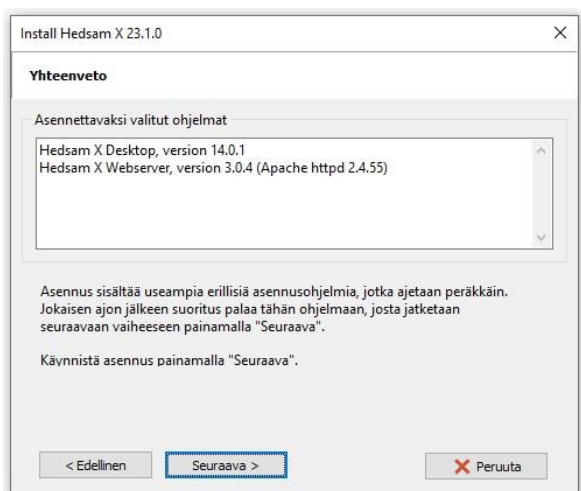 Install Hedsam X 23.1.0
Yhteenveto
Asennettavaksi valitut ohjelmat
Hedsam X Desktop, version 14.0.1
Hedsam X Webserver, version 3.0.4 (Apache httpd 2.4.55)
Asennus sisältää useampia erillisiä asennusohjelmia, jotka ajetaan peräkkäin.
Jokaisen ajon jälkeen suoritus palaa tähän ohjelmaan, josta jatketaan
seuraavaan vaiheeseen painamalla "Seuraava".
Käynnistä asennus painamalla "Seuraava".
< Edellinen
Seuraava >
Peruuta